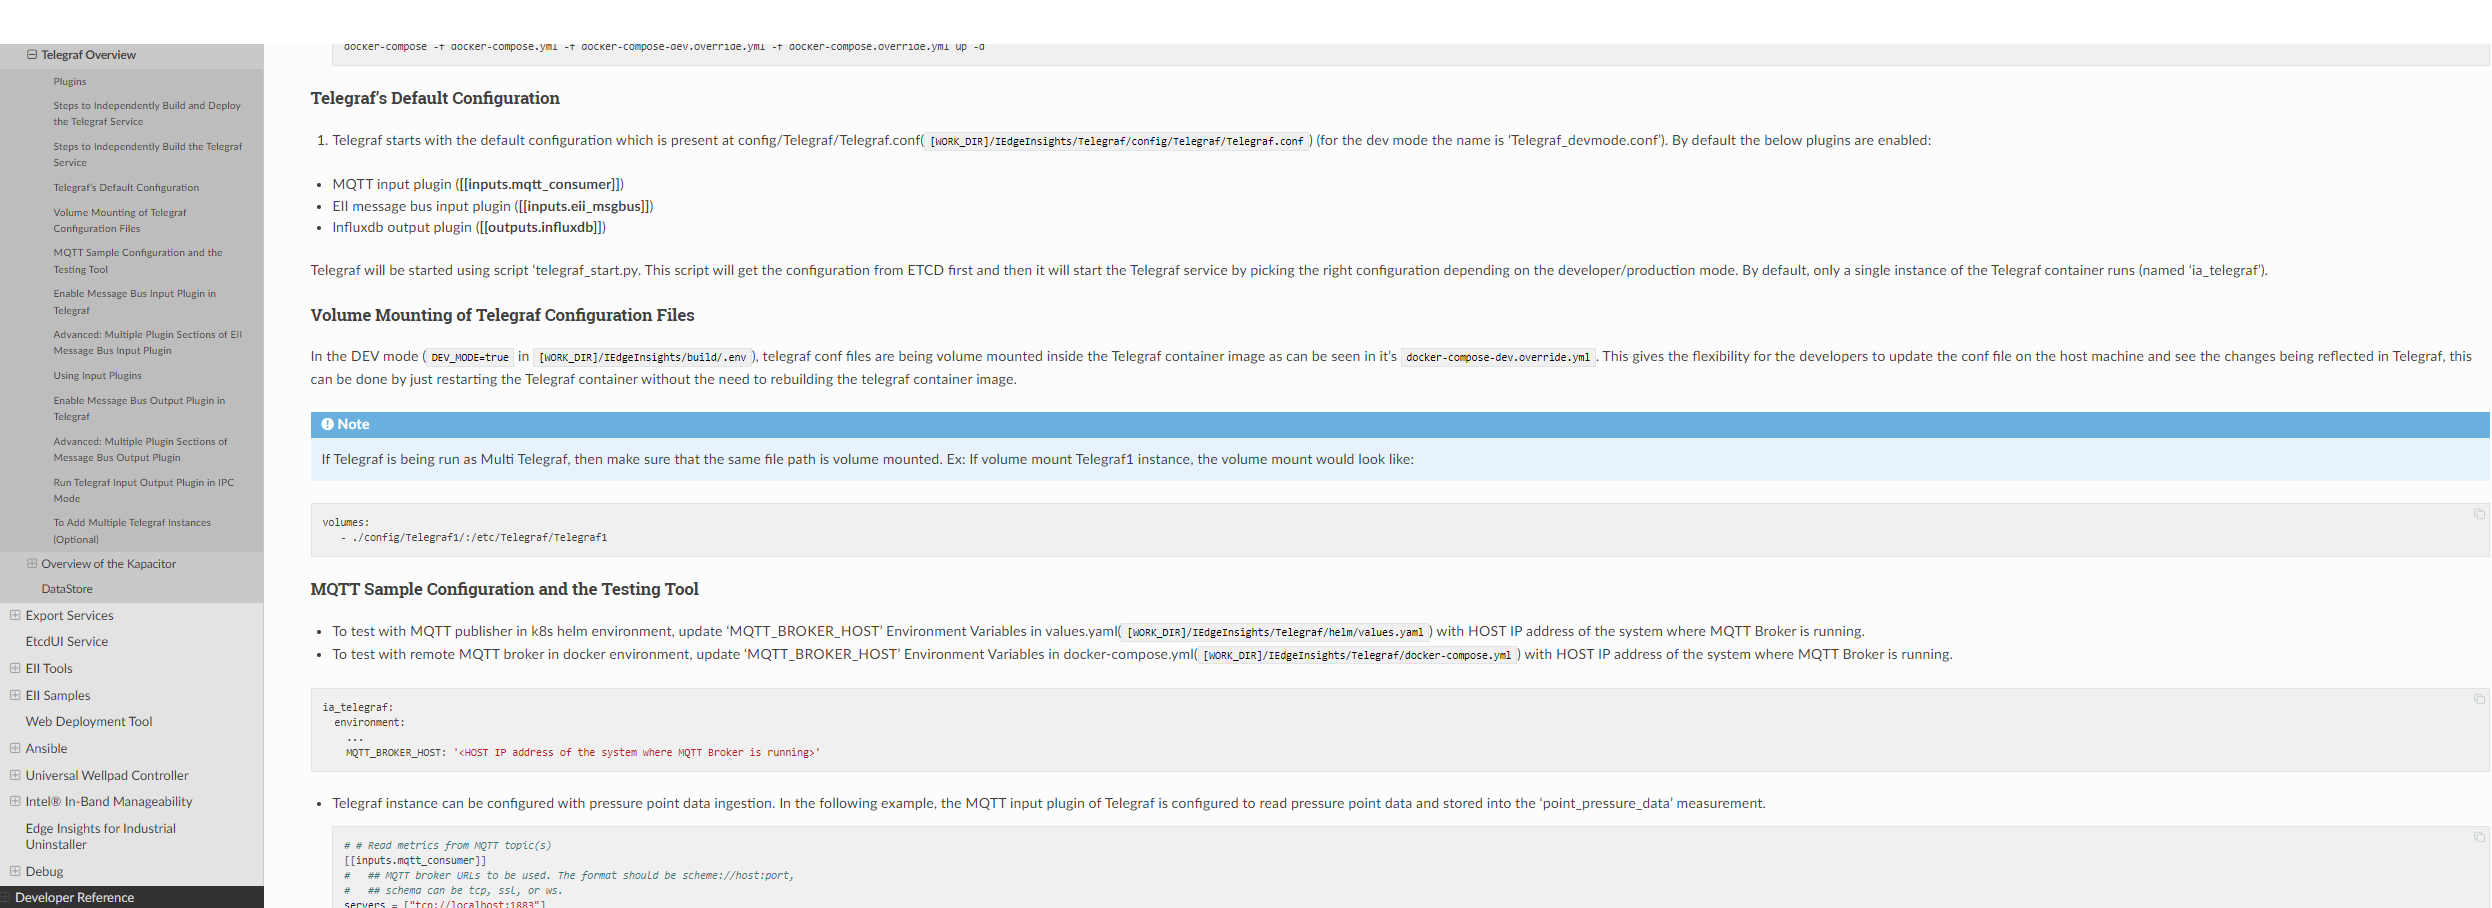 Telegraf Overview
Plugins
Steps to Independently Build and Deploy
the Telegraf Service
Steps to Independently Build the Telegraf
Service
Telegraf's Default Configuration
Volume Mounting of Telegraf
Configuration Files
MQTT Sample Configuration and the
Testing Tool
Enable Message Bus Input Plugin in
Telegraf
Advanced: Multiple Plugin Sections of EII
Message Bus Input Plugin
Using Input Plugins
Enable Message Bus Output Plugin in
Telegraf
Advanced: Multiple Plugin Sections of
Message Bus Output Plugin
Run Telegraf Input Output Plugin in IPC
Mode
To Add Multiple Telegraf Instances
(Optional)
Overview of the Kapacitor
DataStore
Export Services
EtcdUI Service
EII Tools
EII Samples
Web Deployment Tool
Ansible
Universal Wellpad Controller
Intel® In-Band Manageability
Edge Insights for Industrial
Uninstaller
Debug
Developer Reference
docker-compose -f docker-compose.yml -f docker-compose-dev.override.yml -f docker-compose.override.yml up -d
Telegraf’s Default Configuration
1. Telegraf starts with the default configuration which is present at config/Telegraf/Telegraf.conf( [WORK_DIR]/IEdgeInsights/Telegraf/config/Telegraf/Telegraf.conf ) (for the dev mode the name is ‘Telegraf_devmode.conf’). By default the below plugins are enabled:
• MQTT input plugin ([[inputs.mqtt_consumer]])
• EII message bus input plugin ([[inputs.eii_msgbus]])
• Influxdb output plugin ([[outputs.influxdb]])
Telegraf will be started using script ‘telegraf_start.py. This script will get the configuration from ETCD first and then it will start the Telegraf service by picking the right configuration depending on the developer/production mode. By default, only a single instance of the Telegraf container runs (named ‘ia_telegraf’).
Volume Mounting of Telegraf Configuration Files
In the DEV mode ( DEV_MODE=true in [WORK_DIR]/IEdgeInsights/build/.env ), telegraf conf files are being volume mounted inside the Telegraf container image as can be seen in it’s docker-compose-dev.override.yml . This gives the flexibility for the developers to update the conf file on the host machine and see the changes being reflected in Telegraf, this
can be done by just restarting the Telegraf container without the need to rebuilding the telegraf container image.
Note
If Telegraf is being run as Multi Telegraf, then make sure that the same file path is volume mounted. Ex: If volume mount Telegraf1 instance, the volume mount would look like:
volumes:
   - ./config/Telegraf1/:/etc/Telegraf/Telegraf1
MQTT Sample Configuration and the Testing Tool
• To test with MQTT publisher in k8s helm environment, update ‘MQTT_BROKER_HOST’ Environment Variables in values.yaml( [WORK_DIR]/IEdgeInsights/Telegraf/helm/values.yaml ) with HOST IP address of the system where MQTT Broker is running.
• To test with remote MQTT broker in docker environment, update ‘MQTT_BROKER_HOST’ Environment Variables in docker-compose.yml( [WORK_DIR]/IEdgeInsights/Telegraf/docker-compose.yml ) with HOST IP address of the system where MQTT Broker is running.
ia_telegraf:
  environment:
    ...
    MQTT_BROKER_HOST: '<HOST IP address of the system where MQTT Broker is running>'
• Telegraf instance can be configured with pressure point data ingestion. In the following example, the MQTT input plugin of Telegraf is configured to read pressure point data and stored into the ‘point_pressure_data’ measurement.
# # Read metrics from MQTT topic(s)
[[inputs.mqtt_consumer]]
#   ## MQTT broker URLs to be used. The format should be scheme://host:port,
#   ## schema can be tcp, ssl, or ws.
servers = ["tcp://localhost:1883"]